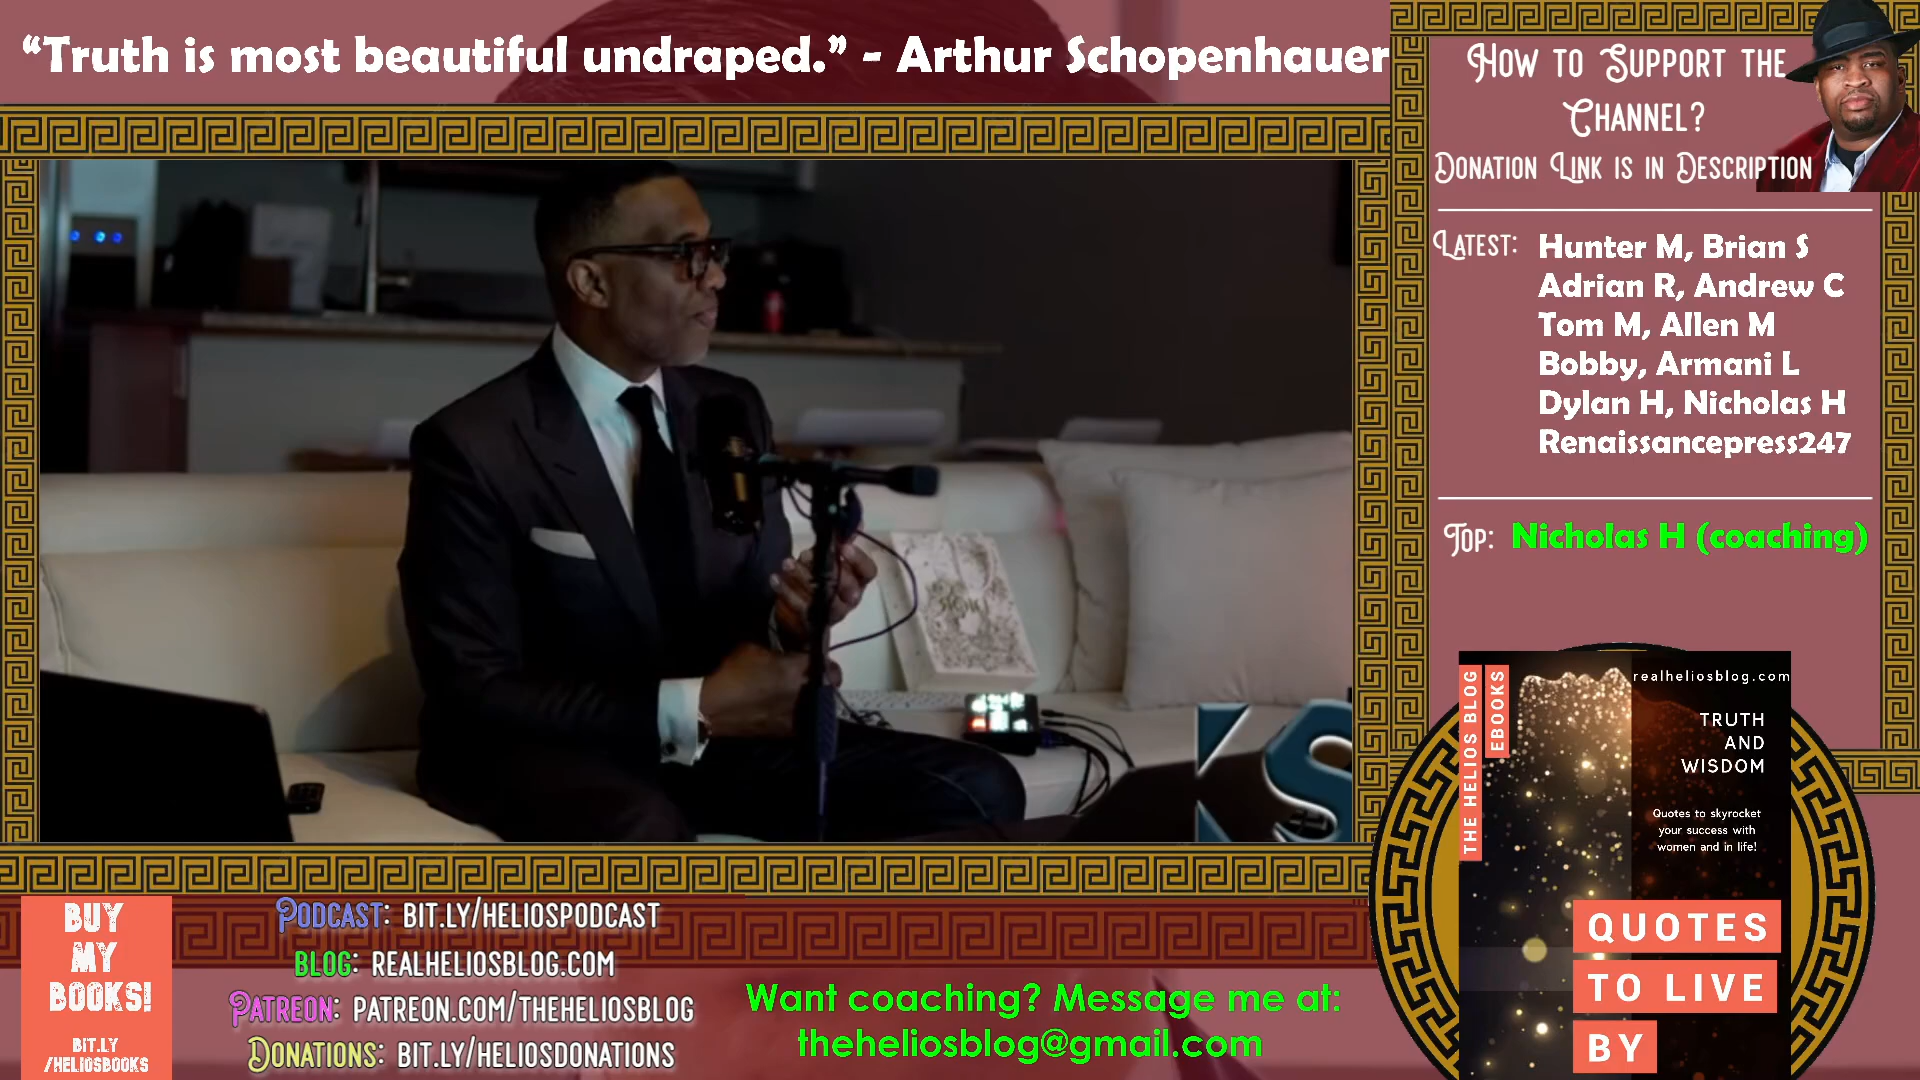 “Truth is most beautiful undraped.” - Arthur Schopenhauer
How to Support the
Channel?
Donation Link is in Description
Latest: Hunter M, Brian S
Adrian R, Andrew C
Tom M, Allen M
Bobby, Armani L
Dylan H, Nicholas H
Renaissancepress247
Top: Nicholas H (coaching)
KS
THE HELIOS BLOG
EBOOKS
realheliosblog.com
TRUTH
AND
WISDOM
Quotes to skyrocket
your success with
women and in life!
QUOTES
TO LIVE
BY
BUY
MY
BOOKS!
BIT.LY
/HELIOSBOOKS
Podcast: BIT.LY/HELIOSPODCAST
BLOG: REALHELIOSBLOG.COM
Patreon: PATREON.COM/THEHELIOSBLOG
Donations: BIT.LY/HELIOSDONATIONS
Want coaching? Message me at:
theheliosblog@gmail.com